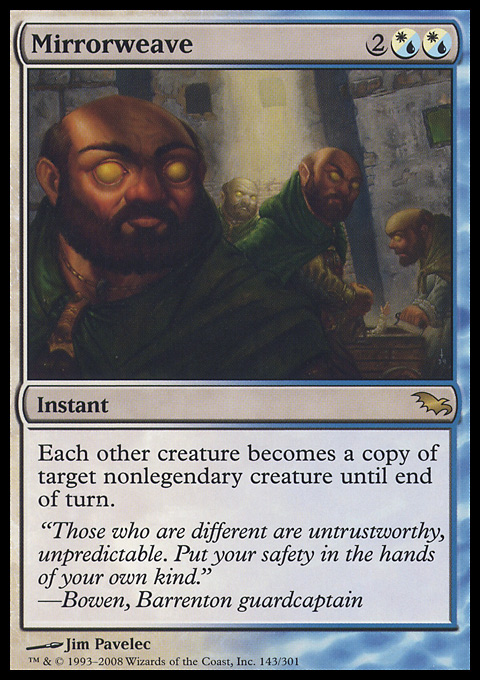 Mirrorweave 2
Instant
Each other creature becomes a copy of
target nonlegendary creature until end
of turn.
“Those who are different are untrustworthy,
unpredictable. Put your safety in the hands
of your own kind.”
—Bowen, Barrenton guardcaptain
Jim Pavelec
™ & © 1993–2008 Wizards of the Coast, Inc. 143/301